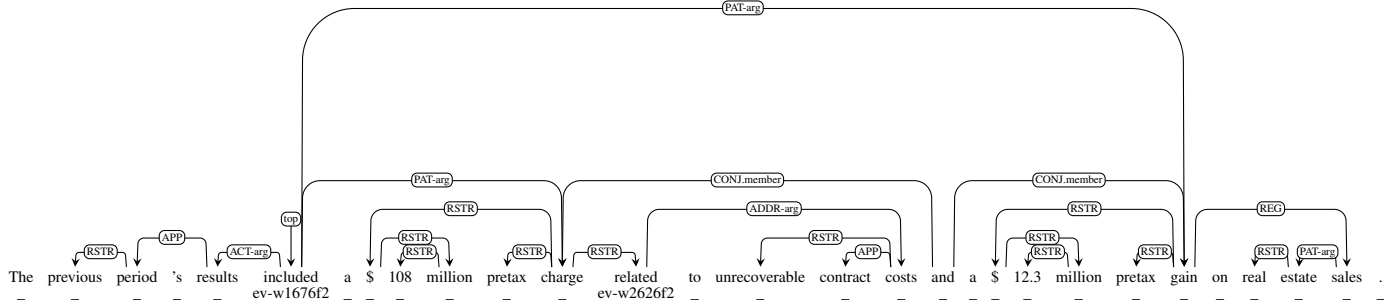 PAT-arg
PAT-arg CONJ.member CONJ.member
RSTR ADDR-arg RSTR REG
top
APP RSTR RSTR RSTR
RSTR ACT-arg RSTR RSTR RSTR APP RSTR RSTR RSTR PAT-arg
The previous period 's results included a $ 108 million pretax charge related to unrecoverable contract costs and a $ 12.3 million pretax gain on real estate sales .
_ _ _ _ _ ev-w1676f2 _ _ _ _ _ _ ev-w2626f2 _ _ _ _ _ _ _ _ _ _ _ _ _ _ _ _